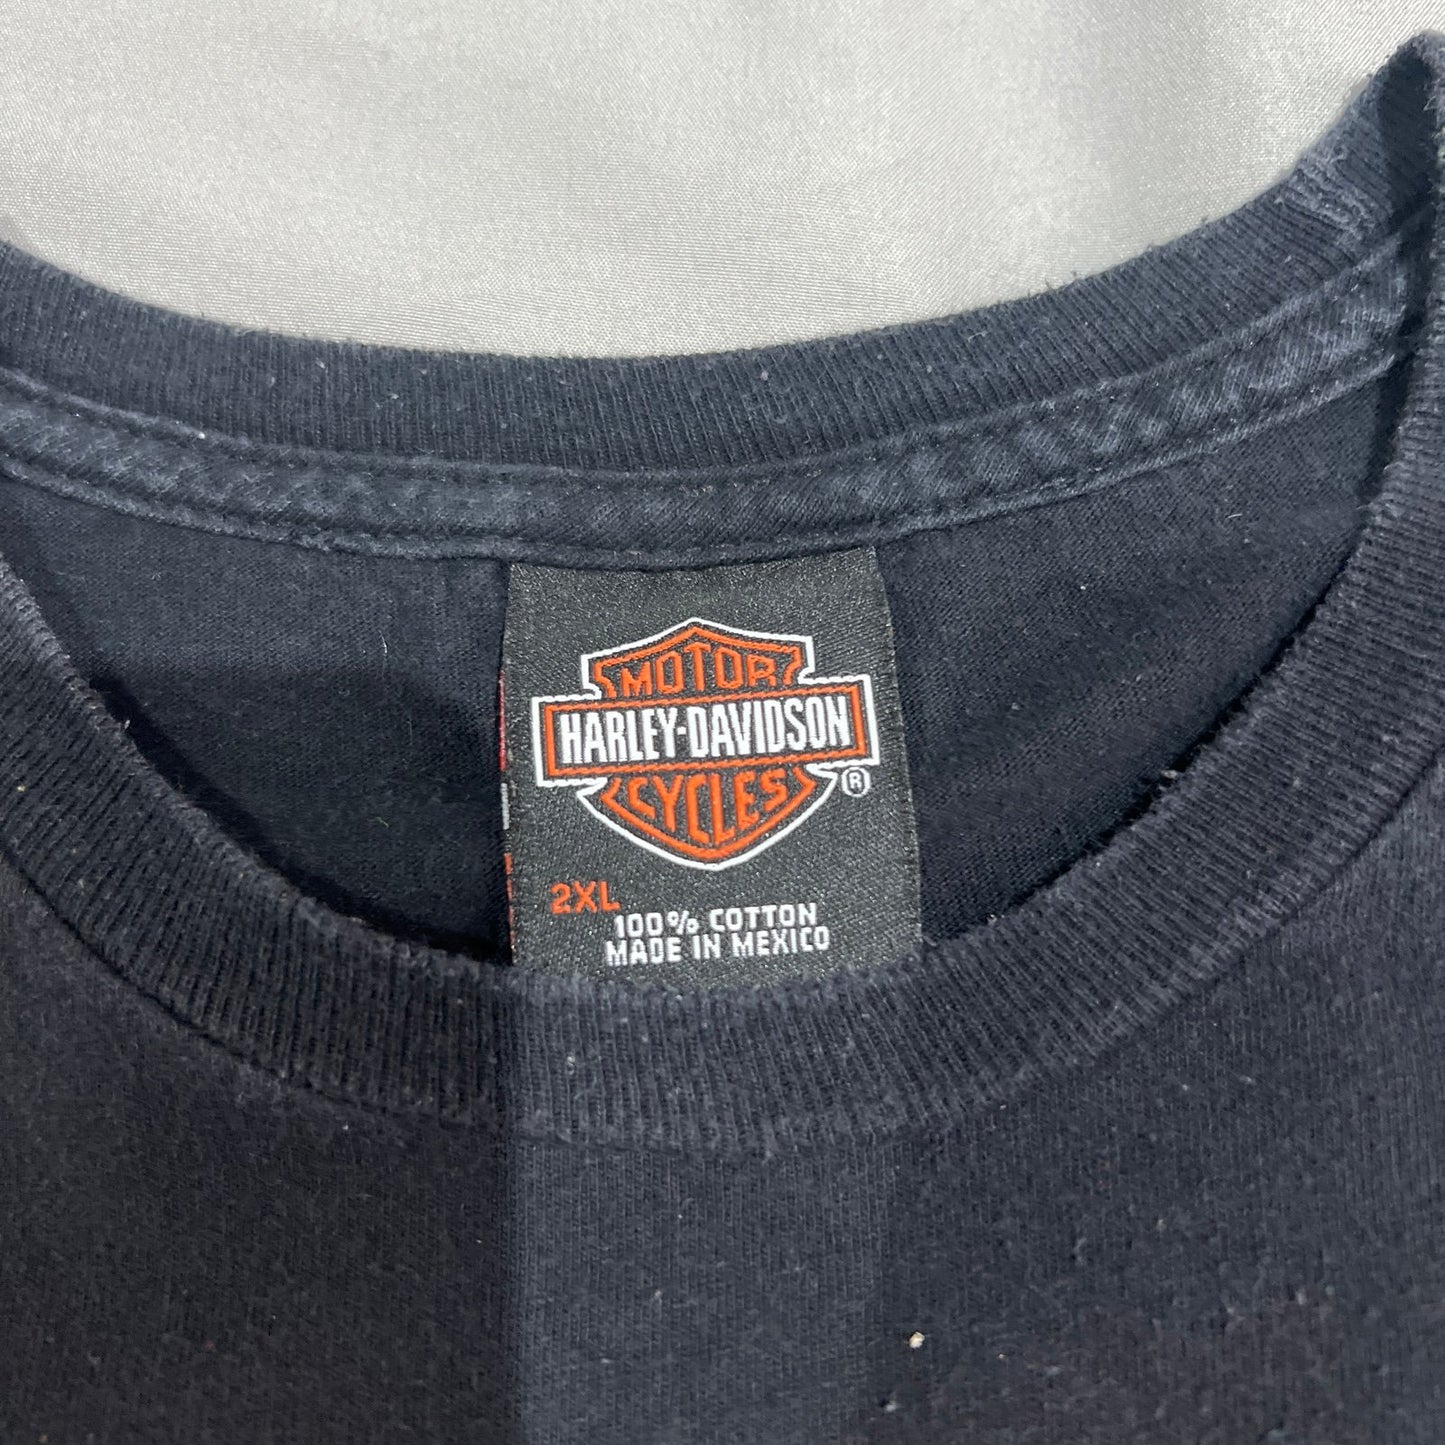 MOTOR
HARLEY-DAVIDSON
CYCLES
®
2XL
100% COTTON
MADE IN MEXICO